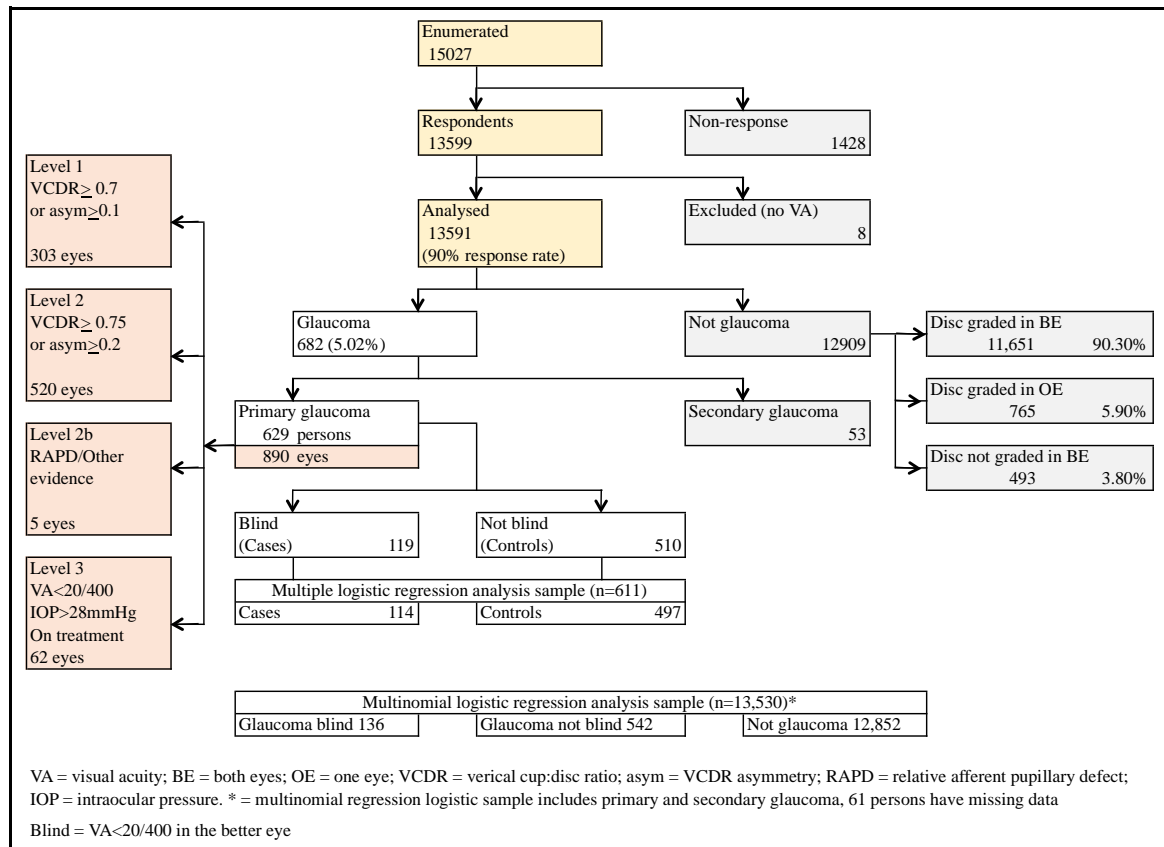 Enumerated
15027
Respondents
13599
Non-response
1428
Level 1
VCDR≥ 0.7
or asym≥0.1
303 eyes
Analysed
13591
(90% response rate)
Excluded (no VA)
8
Level 2
VCDR≥ 0.75
or asym≥0.2
520 eyes
Glaucoma
682 (5.02%)
Not glaucoma
12909
Disc graded in BE
11,651 90.30%
Disc graded in OE
765 5.90%
Disc not graded in BE
493 3.80%
Primary glaucoma
629 persons
890 eyes
Secondary glaucoma
53
Level 2b
RAPD/Other
evidence
5 eyes
Blind
(Cases) 119
Not blind
(Controls) 510
Level 3
VA<20/400
IOP>28mmHg
On treatment
62 eyes
Multiple logistic regression analysis sample (n=611)
Cases 114
Controls 497
Multinomial logistic regression analysis sample (n=13,530)*
Glaucoma blind 136
Glaucoma not blind 542
Not glaucoma 12,852
VA = visual acuity; BE = both eyes; OE = one eye; VCDR = verical cup:disc ratio; asym = VCDR asymmetry; RAPD = relative afferent pupillary defect;
IOP = intraocular pressure. * = multinomial regression logistic sample includes primary and secondary glaucoma, 61 persons have missing data
Blind = VA<20/400 in the better eye